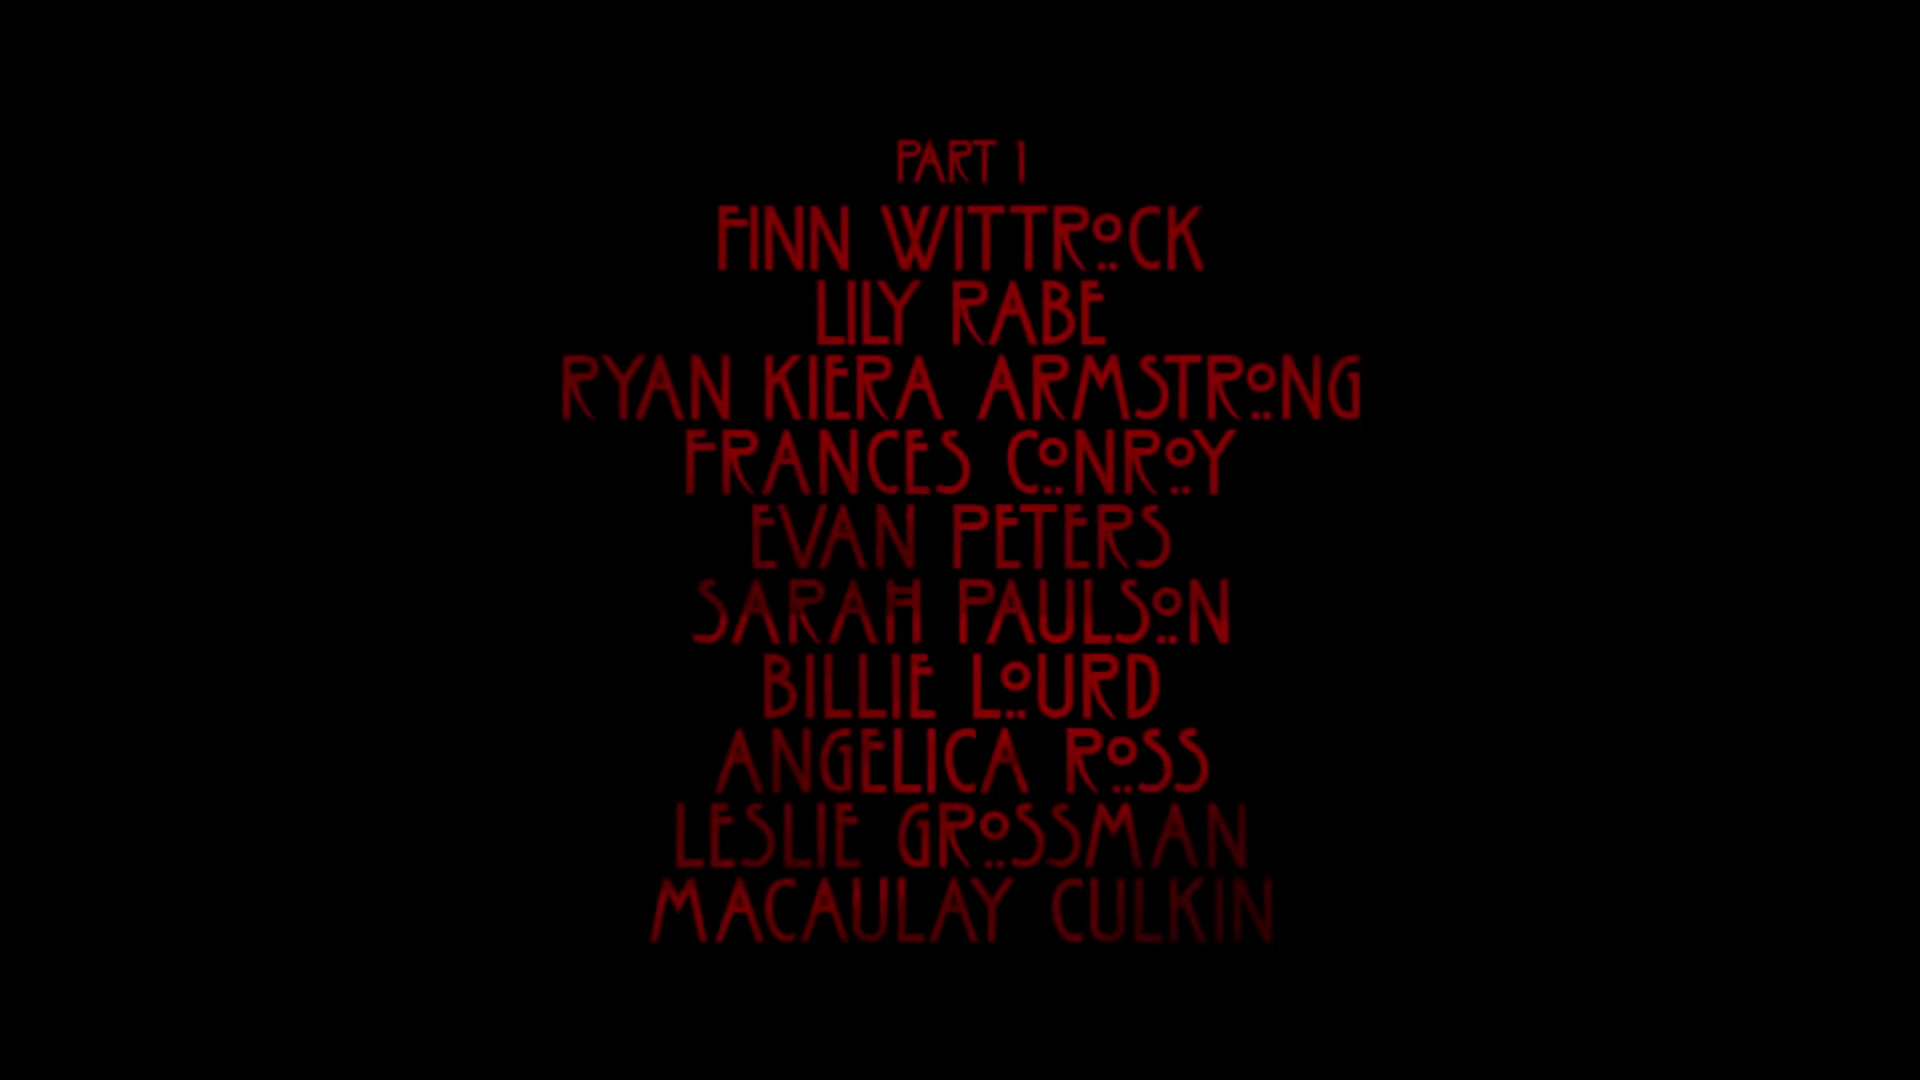 PART 1
FINN WITTROCK
LILY RABE
RYAN KIERA ARMSTRONG
FRANCES CONROY
EVAN PETERS
SARAH PAULSON
BILLIE LOURD
ANGELICA ROSS
LESLIE GROSSMAN
MACAULAY CULKIN